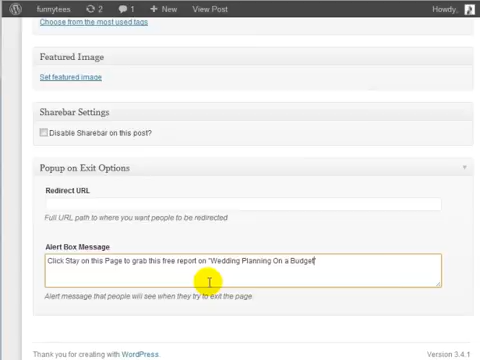 funnytees 2 1 + New View Post Howdy,
Choose from the most used tags
Featured Image
Set featured image
Sharebar Settings
Disable Sharebar on this post?
Popup on Exit Options
Redirect URL
Full URL path to where you want people to be redirected
Alert Box Message
Click Stay on this Page to grab this free report on "Wedding Planning On a Budget
Alert message that people will see when they try to exit the page.
Thank you for creating with WordPress. Version 3.4.1